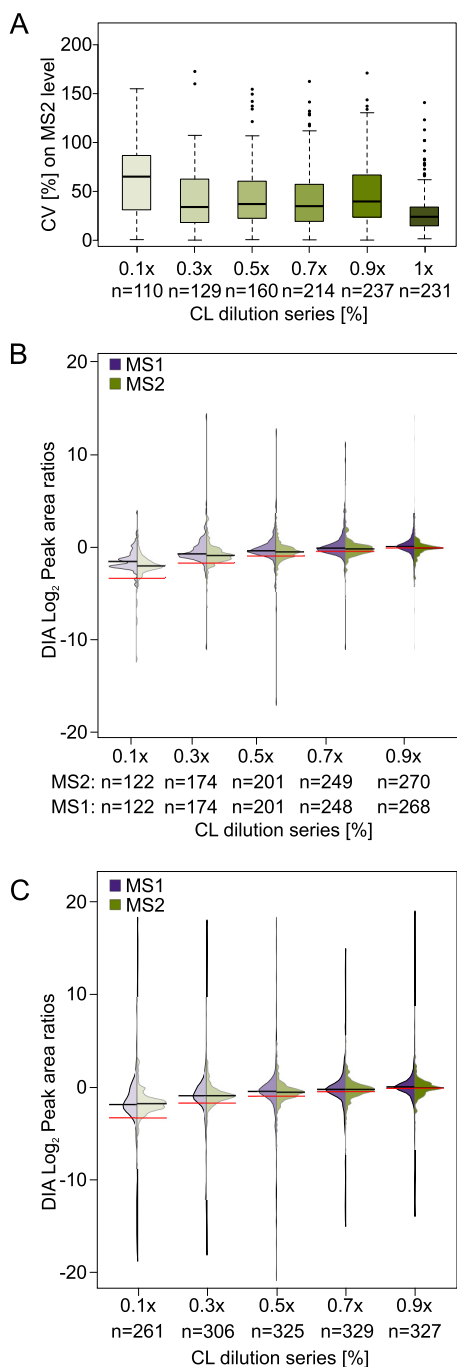 A
CV [%] on MS2 level
200
150
100
50
0
0.1x 0.3x 0.5x 0.7x 0.9x 1x
n=110 n=129 n=160 n=214 n=237 n=231
CL dilution series [%]
B
DIA Log2 Peak area ratios
MS1
MS2
20
10
0
-10
-20
0.1x 0.3x 0.5x 0.7x 0.9x
MS2: n=122 n=174 n=201 n=249 n=270
MS1: n=122 n=174 n=201 n=248 n=268
CL dilution series [%]
C
DIA Log2 Peak area ratios
MS1
MS2
20
10
0
-10
-20
0.1x 0.3x 0.5x 0.7x 0.9x
n=261 n=306 n=325 n=329 n=327
CL dilution series [%]